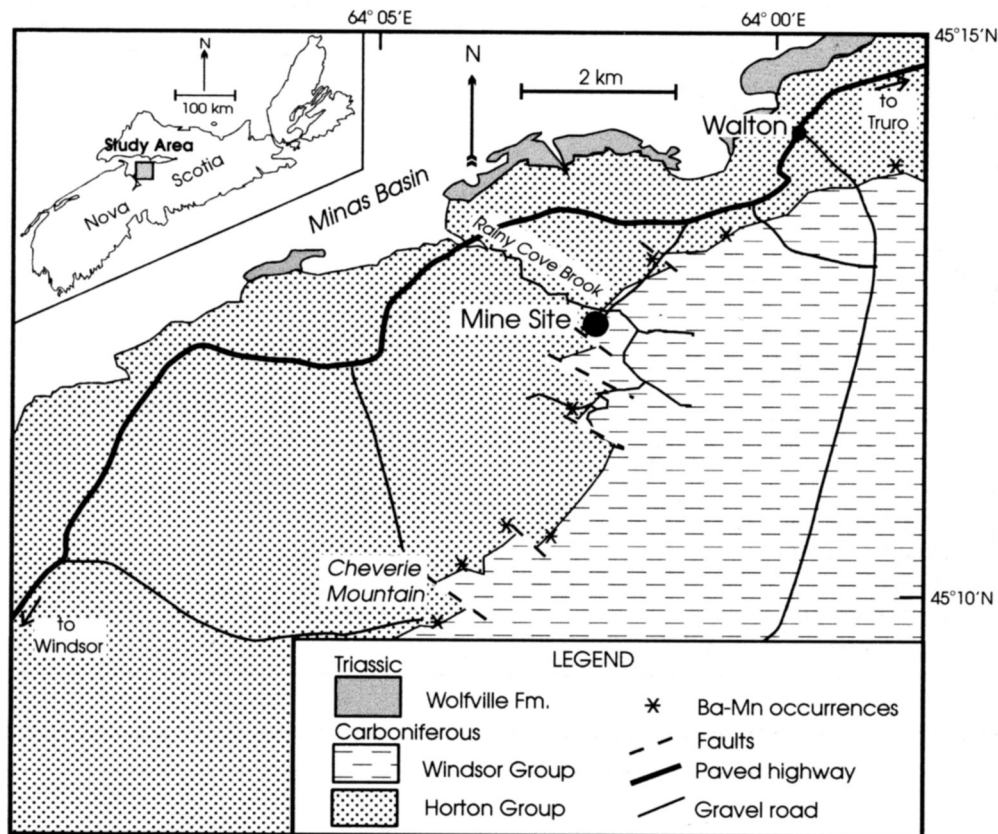 64° 05'E
64° 00'E
45°15'N
N
100 km
Study Area
Nova
Scotia
N
2 km
Minas Basin
Walton
to
Truro
Rainy Cove Brook
Mine Site
Cheverie
Mountain
45°10'N
to
Windsor
LEGEND
Triassic
Wolfville Fm.
Carboniferous
Windsor Group
Horton Group
Ba-Mn occurrences
Faults
Paved highway
Gravel road